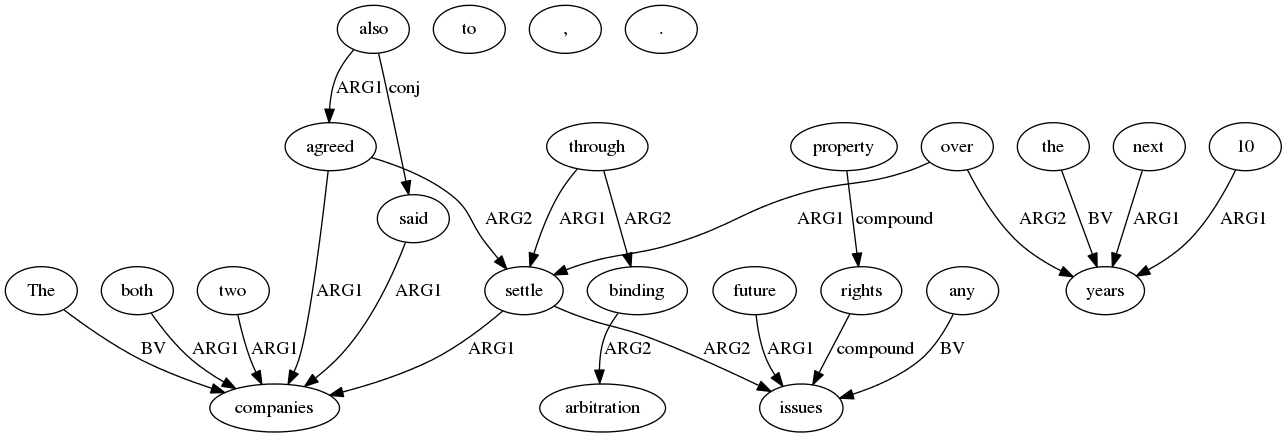 also to , .
ARG1 conj
agreed through property over the next 10
said
ARG2 ARG1 ARG2 ARG1 compound ARG2 BV ARG1 ARG1
The both two ARG1 ARG1 settle binding future rights any years
BV ARG1 ARG1 ARG1 ARG2 ARG2 ARG1 compound BV
companies arbitration issues